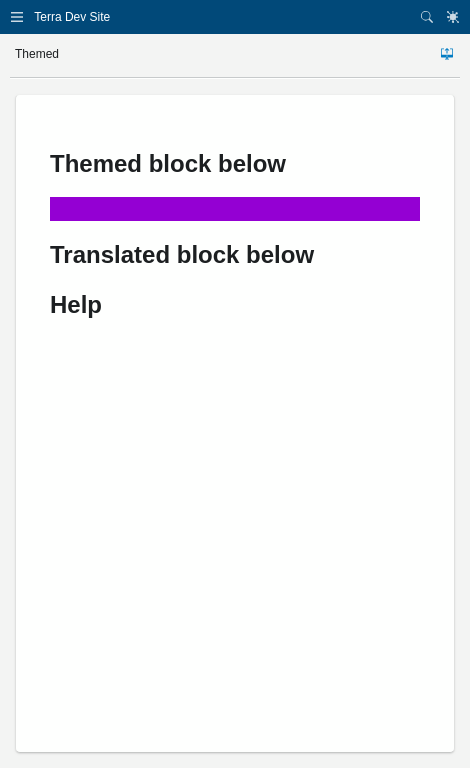 Terra Dev Site
Themed
Themed block below
Translated block below
Help